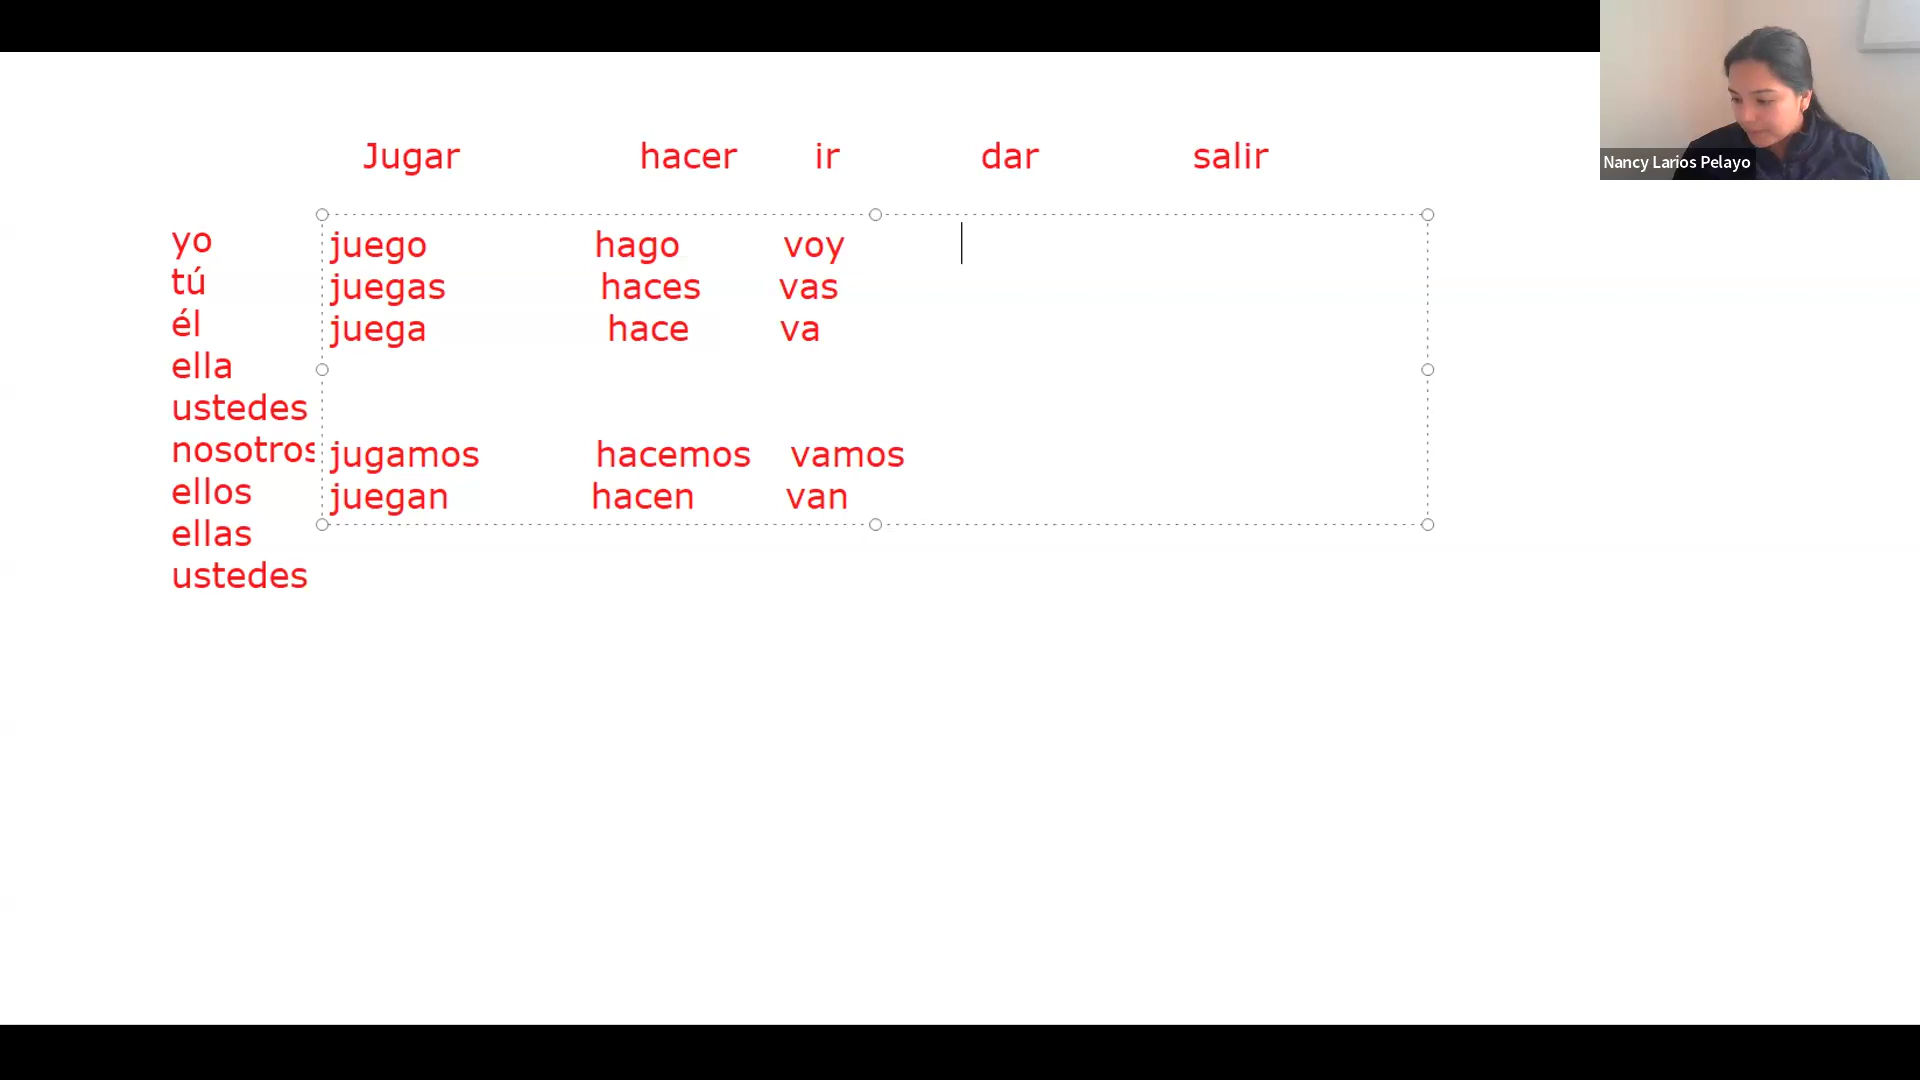 Jugar hacer ir dar salir
yo juego hago voy
tú juegas haces vas
él juega hace va
ella
ustedes
nosotros jugamos hacemos vamos
ellos juegan hacen van
ellas
ustedes
Nancy Larios Pelayo